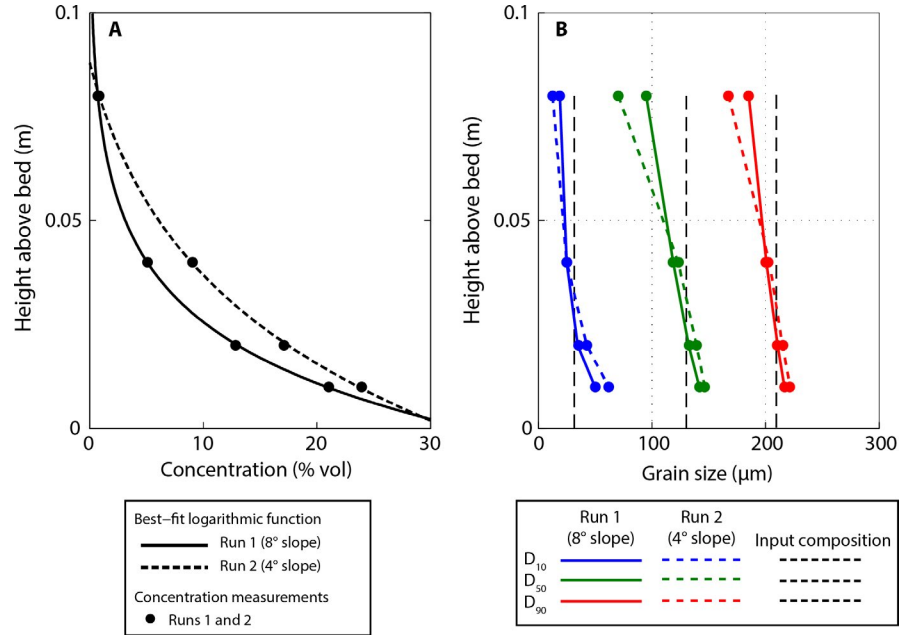 A
0.1
0.05
0
Height above bed (m)
0 10 20 30
Concentration (% vol)
B
0.1
0.05
0
Height above bed (m)
0 100 200 300
Grain size (μm)
Best–fit logarithmic function
Run 1 (8° slope)
Run 2 (4° slope)
Concentration measurements
Runs 1 and 2
Run 1 Run 2
(8° slope) (4° slope) Input composition
D10
D50
D90